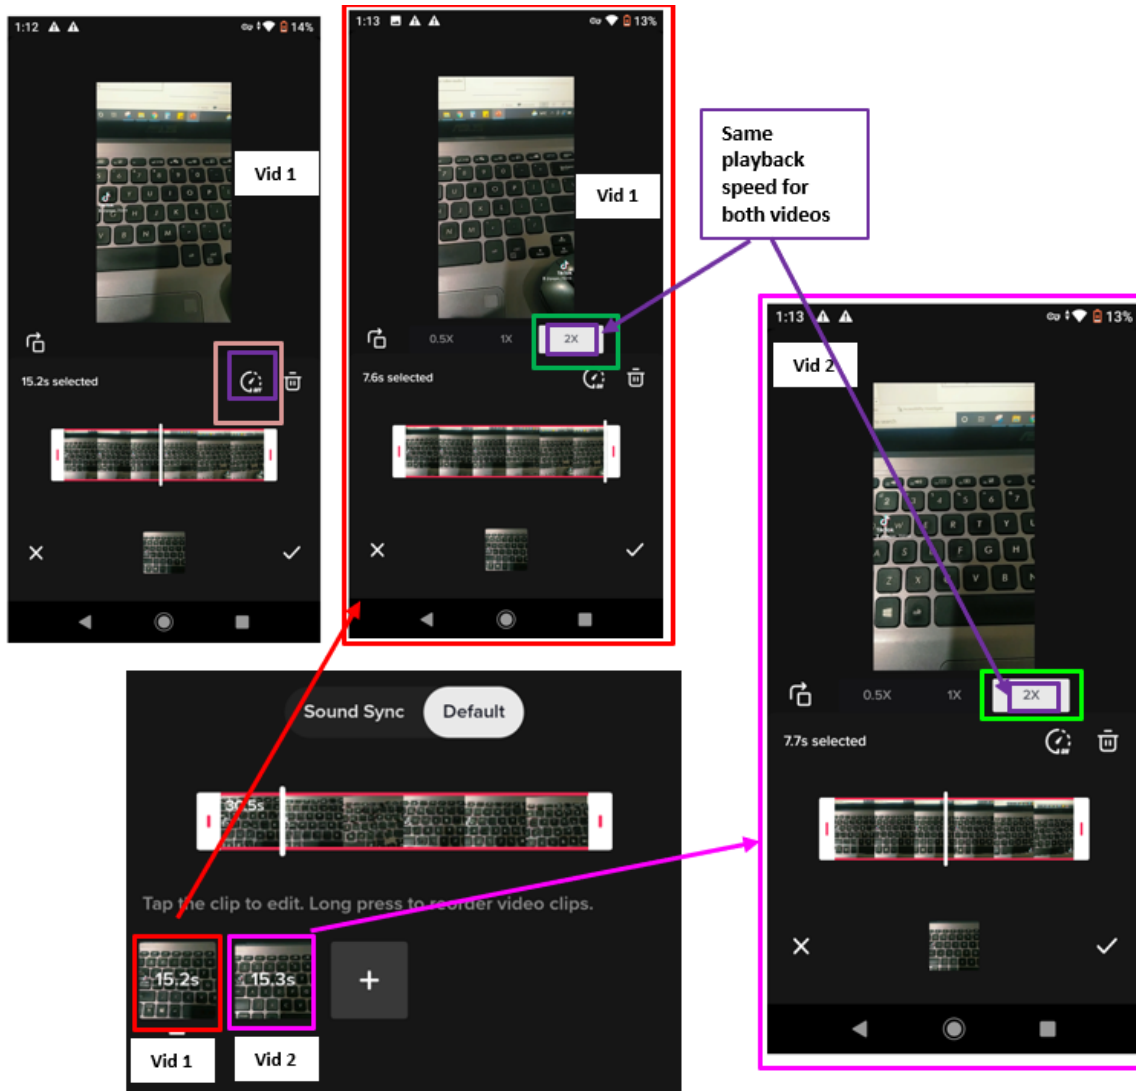 1:12
14%
Vid 1
15.2s selected
1:13
13%
Vid 1
0.5X 1X 2X
7.6s selected
Same
playback
speed for
both videos
1:13
13%
Vid 2
0.5X 1X 2X
7.7s selected
Sound Sync Default
30.5s
Tap the clip to edit. Long press to reorder video clips.
15.2s 15.3s +
Vid 1 Vid 2